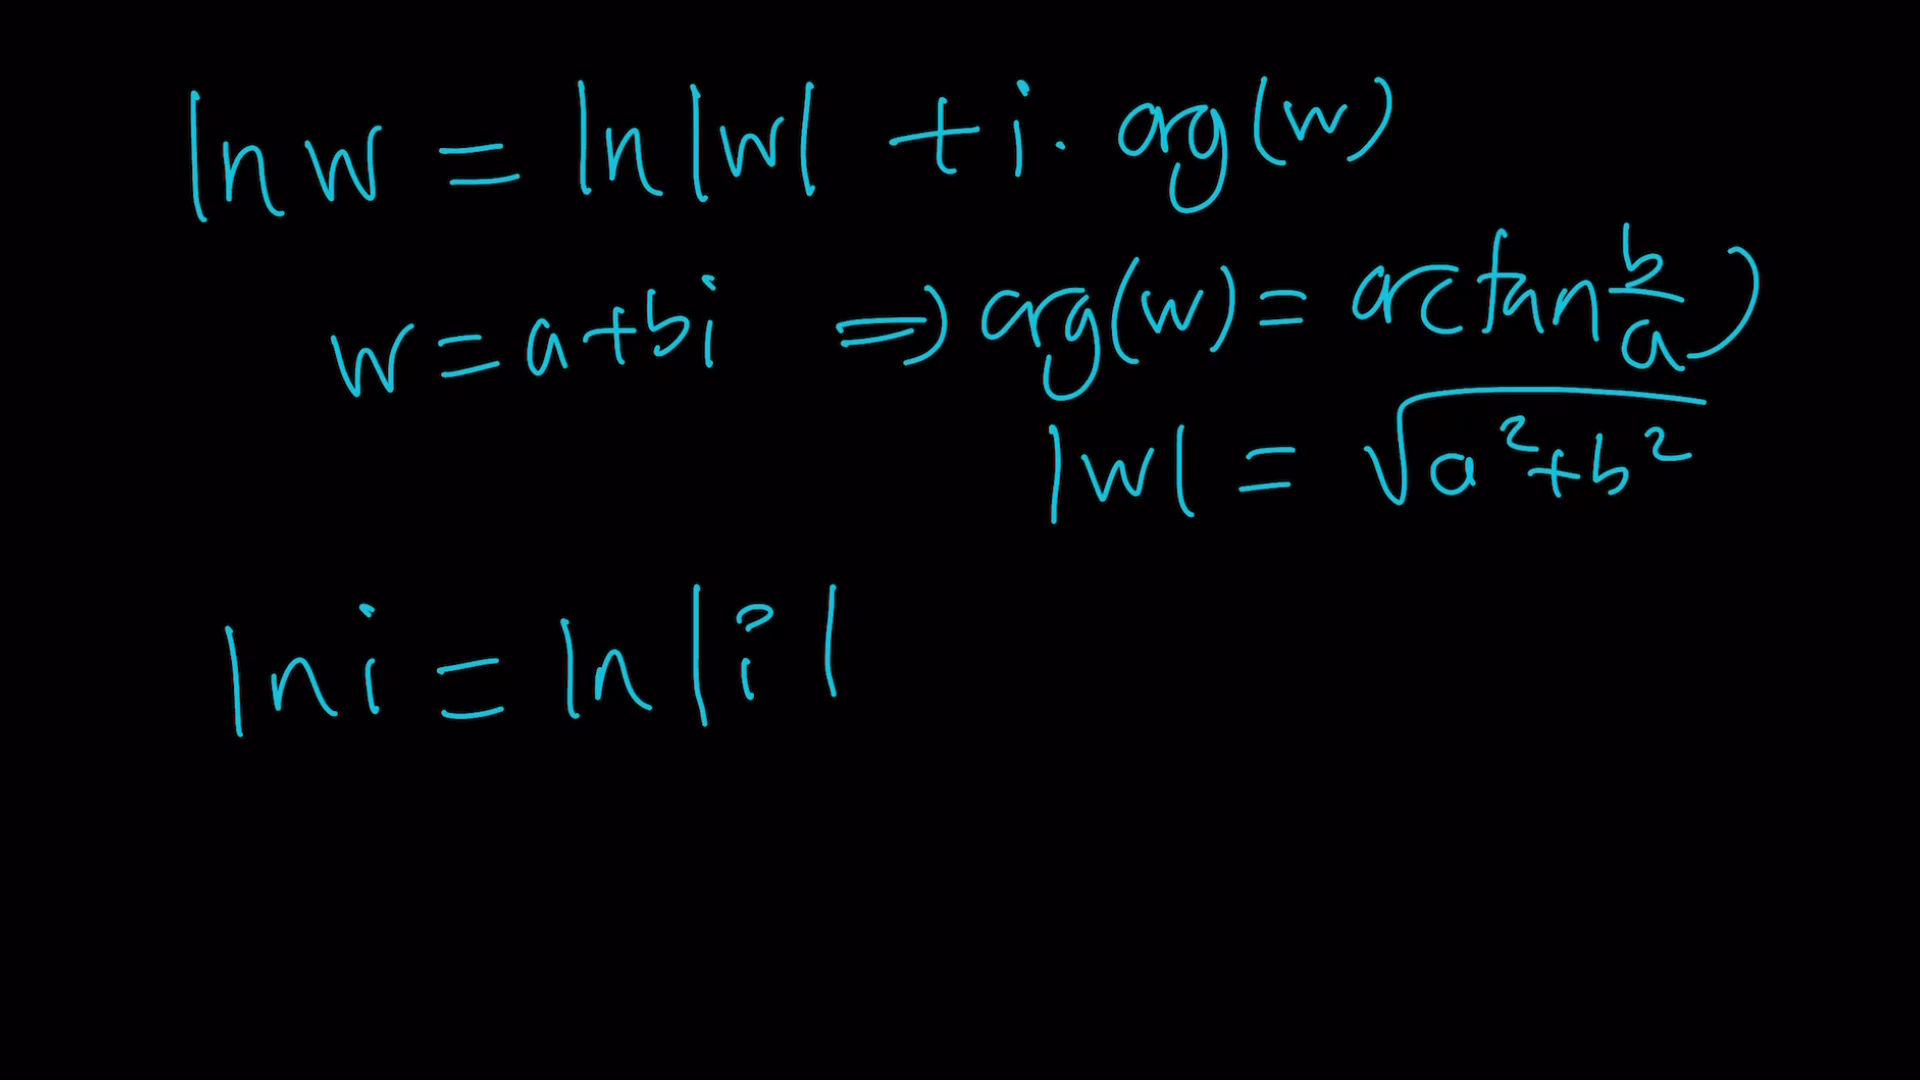 ln w = ln|w| + i. arg(w)
w = a+bi ⇒ arg(w) = arctan b/a)
|w| = √(a²+b²)
ln i = ln|i|